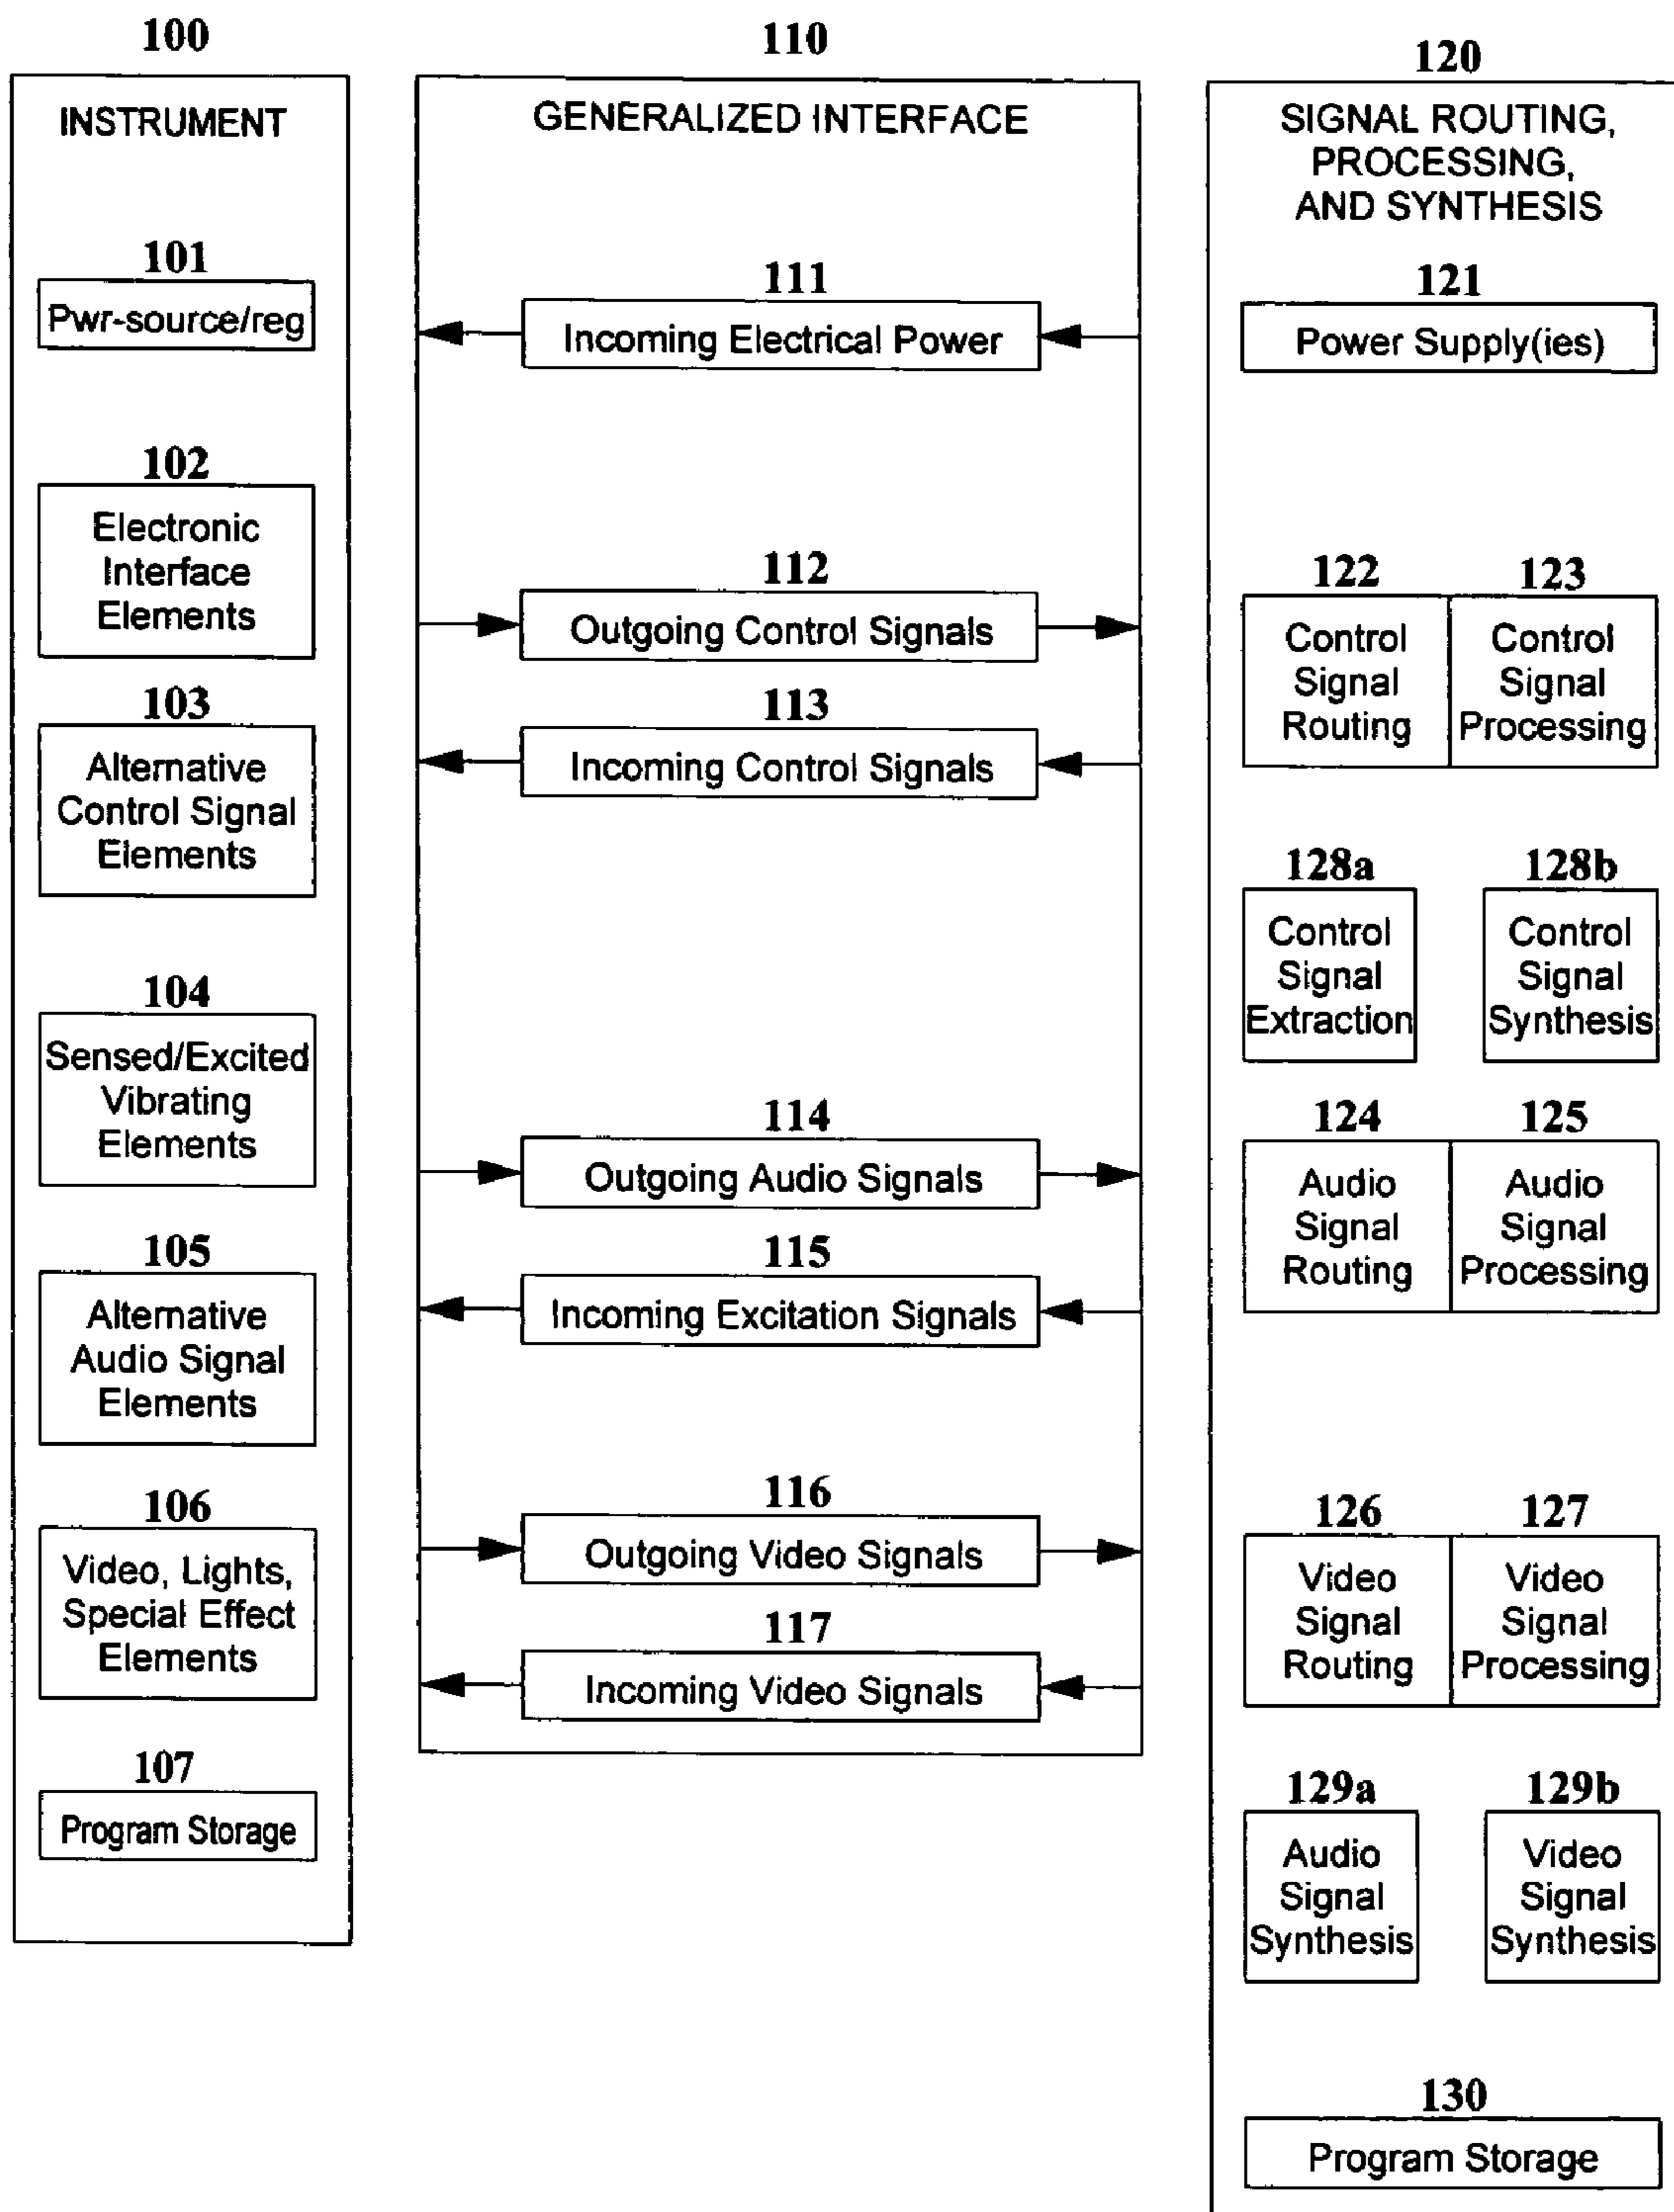 100
INSTRUMENT
101
Pwr-source/reg
102
Electronic
Interface
Elements
103
Alternative
Control Signal
Elements
104
Sensed/Excited
Vibrating
Elements
105
Alternative
Audio Signal
Elements
106
Video, Lights,
Special Effect
Elements
107
Program Storage
110
GENERALIZED INTERFACE
111
Incoming Electrical Power
112
Outgoing Control Signals
113
Incoming Control Signals
114
Outgoing Audio Signals
115
Incoming Excitation Signals
116
Outgoing Video Signals
117
Incoming Video Signals
120
SIGNAL ROUTING,
PROCESSING,
AND SYNTHESIS
121
Power Supply(ies)
122
Control
Signal
Routing
123
Control
Signal
Processing
128a
Control
Signal
Extraction
128b
Control
Signal
Synthesis
124
Audio
Signal
Routing
125
Audio
Signal
Processing
126
Video
Signal
Routing
127
Video
Signal
Processing
129a
Audio
Signal
Synthesis
129b
Video
Signal
Synthesis
130
Program Storage